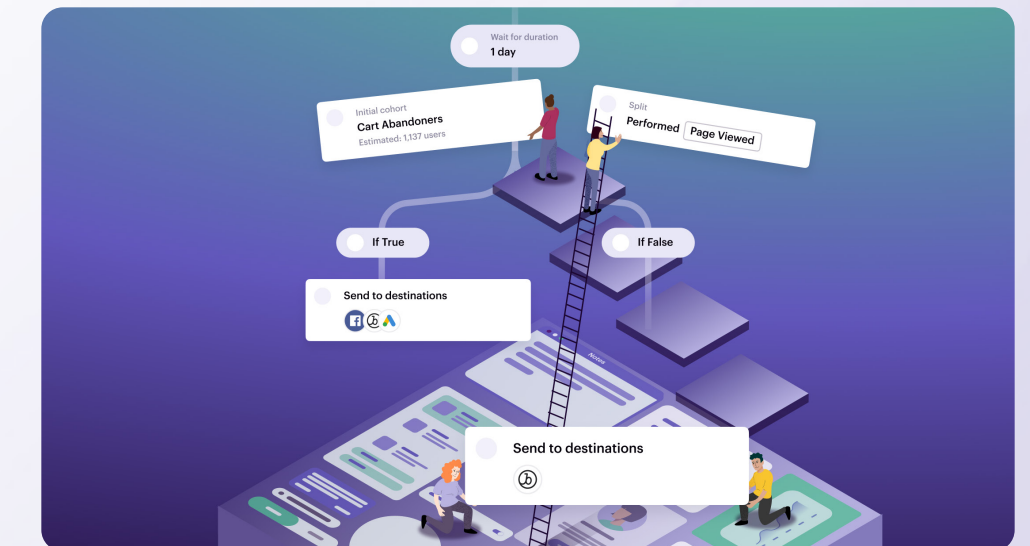 Wait for duration
1 day
Initial cohort
Cart Abandoners
Estimated: 1,137 users
Split
Performed Page Viewed
If True
If False
Send to destinations
Notes
Send to destinations